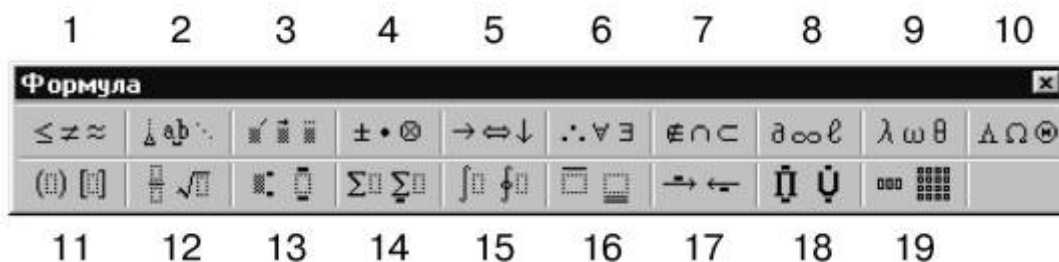 1 2 3 4 5 6 7 8 9 10
Формула
≤ ≠ ≈ a͟b ⋱ ± • ⊗ → ⇔ ↓ ∴ ∀ ∃ ∉ ∩ ⊂ ∂ ∞ ℓ λ ω θ Λ Ω Θ
(▯) [▯] √▯ Σ▯ Σ▯ ∫▯ ∮▯ → ← Π Ụ
11 12 13 14 15 16 17 18 19